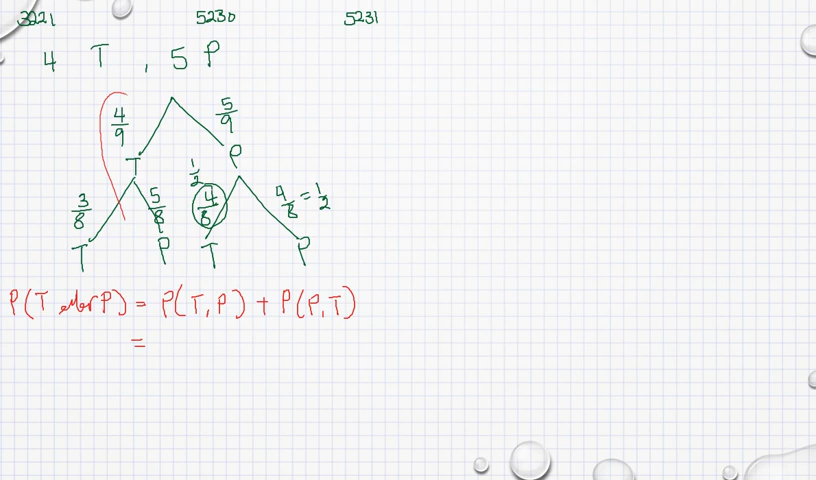 3221 5230 5231
4 T , 5 P
4/9 5/9
T P
1/2
3/8 5/8 4/8 4/8 = 1/2
T P T P
P(T P) = P(T, P) + P(P, T)
=